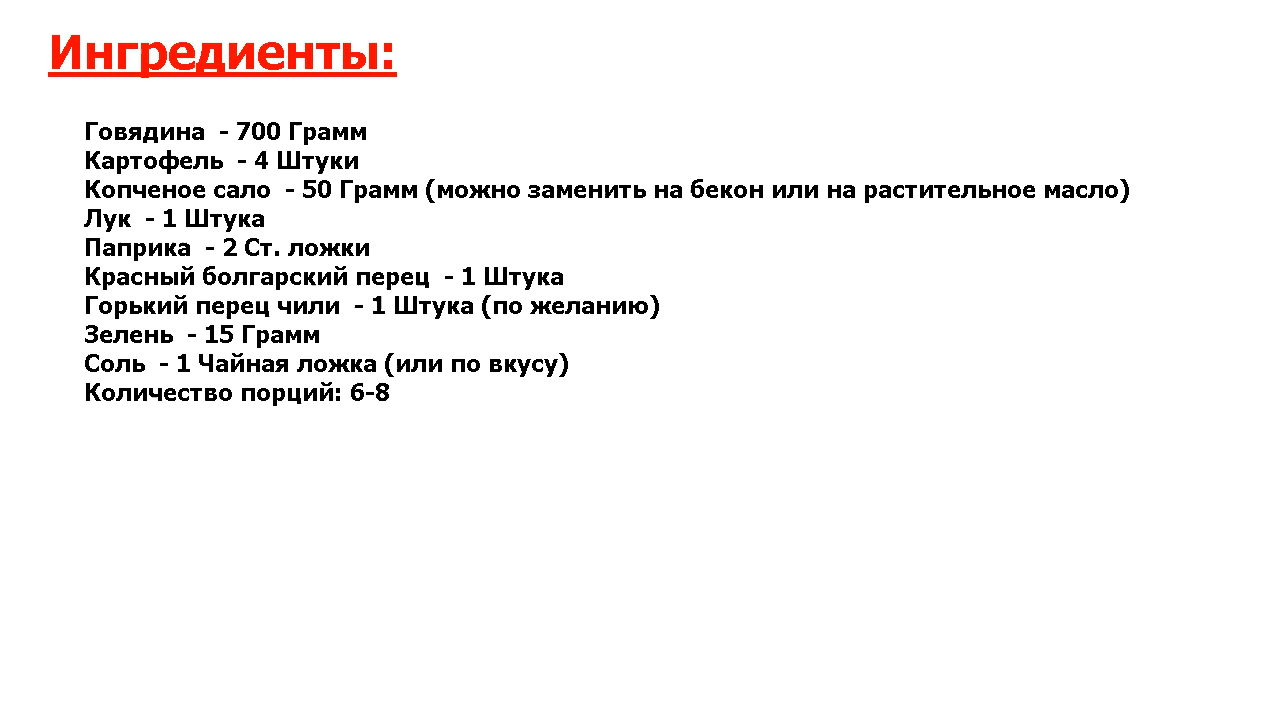 Ингредиенты:
Говядина  - 700 Грамм
Картофель  - 4 Штуки
Копченое сало  - 50 Грамм (можно заменить на бекон или на растительное масло)
Лук  - 1 Штука
Паприка  - 2 Ст. ложки
Красный болгарский перец  - 1 Штука
Горький перец чили  - 1 Штука (по желанию)
Зелень  - 15 Грамм
Соль  - 1 Чайная ложка (или по вкусу)
Количество порций: 6-8